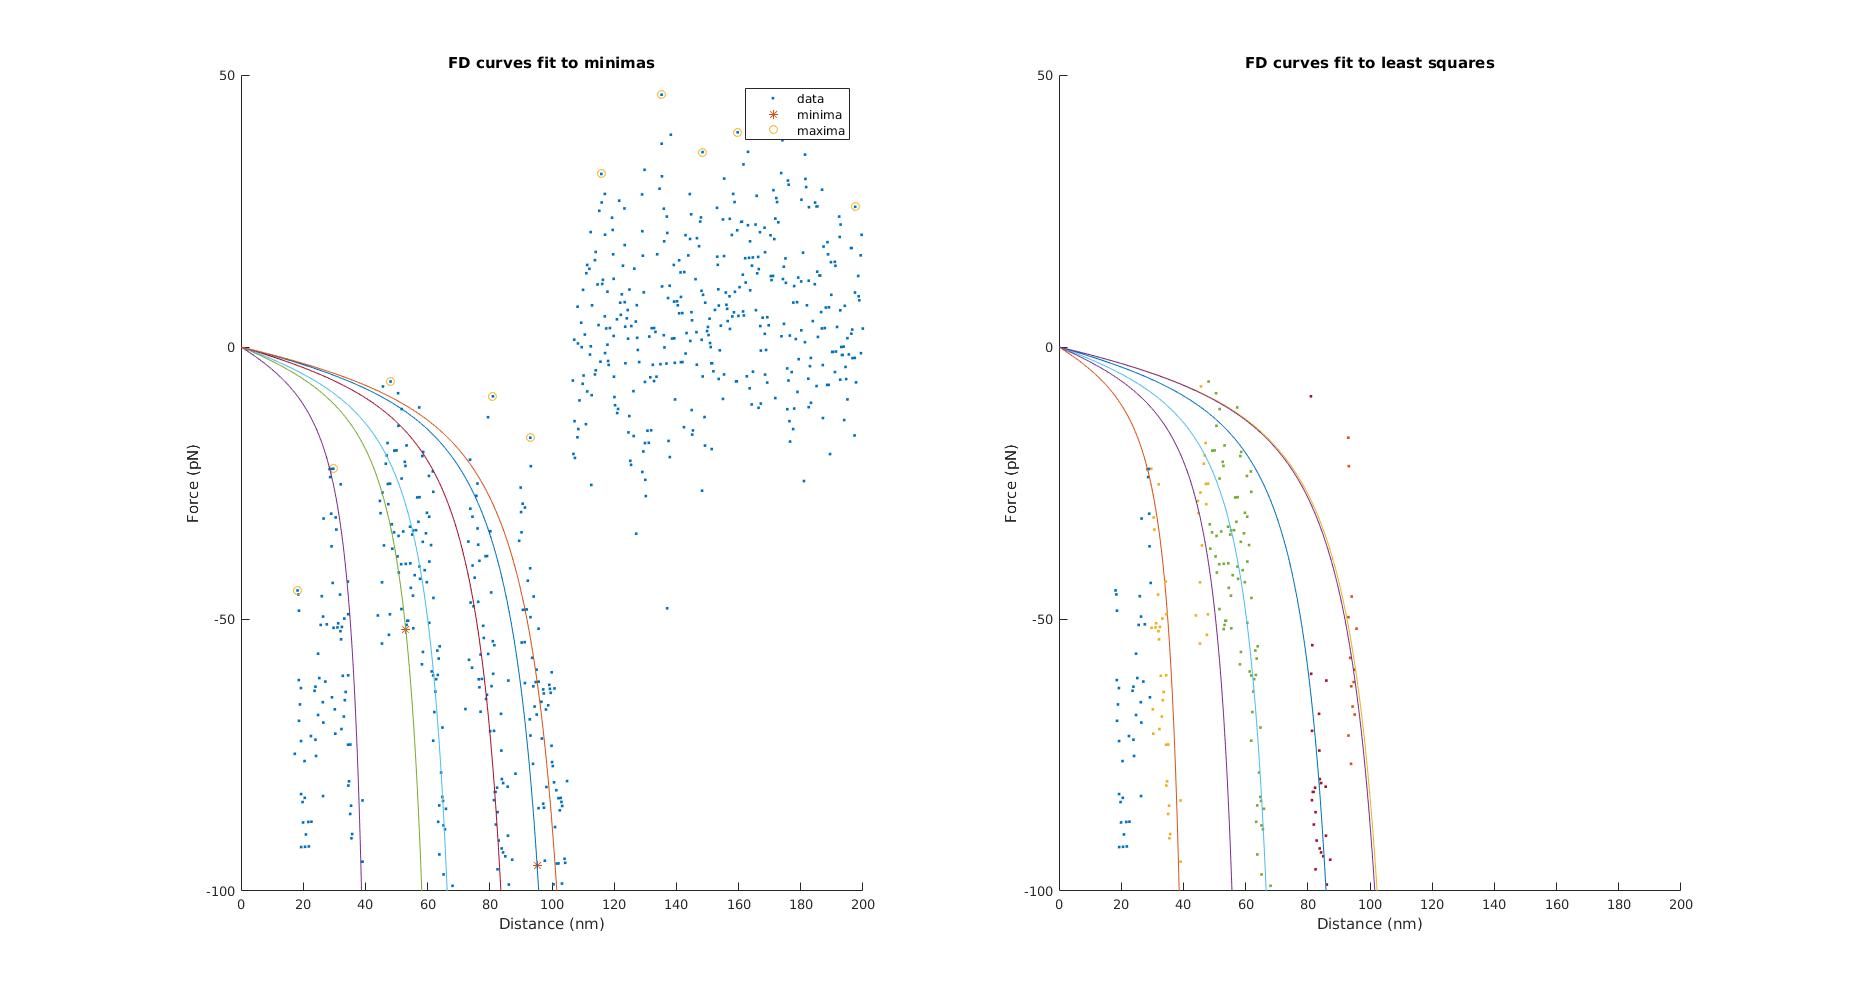 FD curves fit to minimas
50
0
-50
-100
Force (pN)
0 20 40 60 80 100 120 140 160 180 200
Distance (nm)
data
minima
maxima
FD curves fit to least squares
50
0
-50
-100
Force (pN)
0 20 40 60 80 100 120 140 160 180 200
Distance (nm)